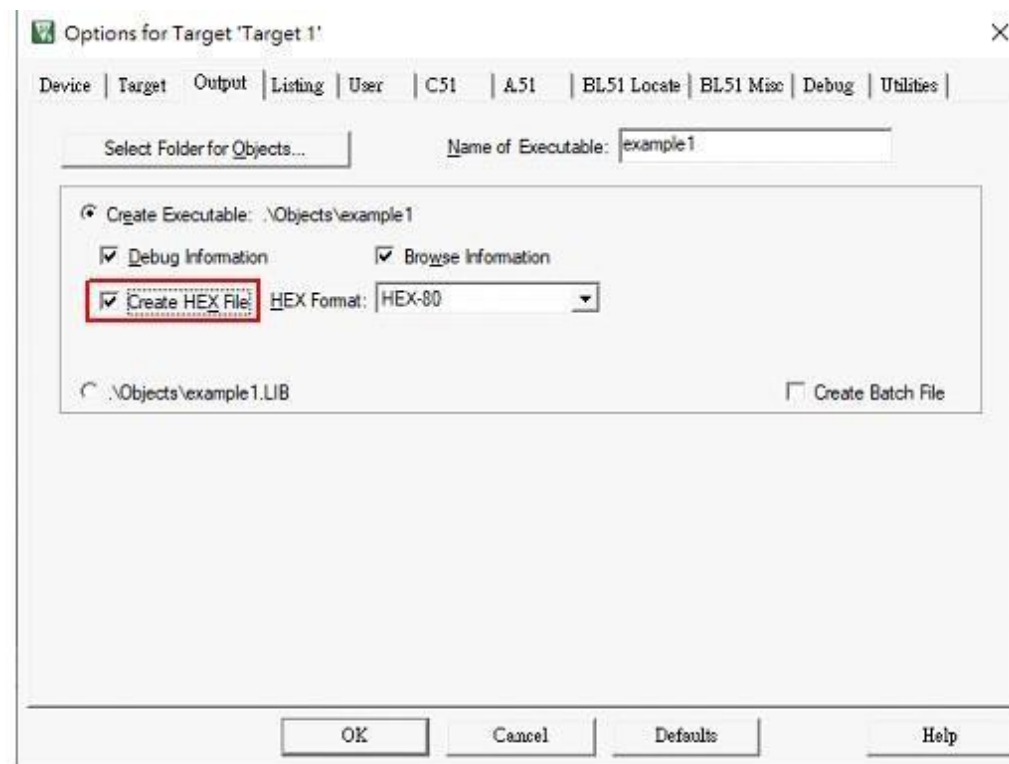 Options for Target 'Target 1'
Device Target Output Listing User C51 A51 BL51 Locate BL51 Misc Debug Utilities
Select Folder for Objects... Name of Executable: example1
Create Executable: .\Objects\example1
Debug Information Browse Information
Create HEX File HEX Format: HEX-80
.\Objects\example1.LIB Create Batch File
OK Cancel Defaults Help